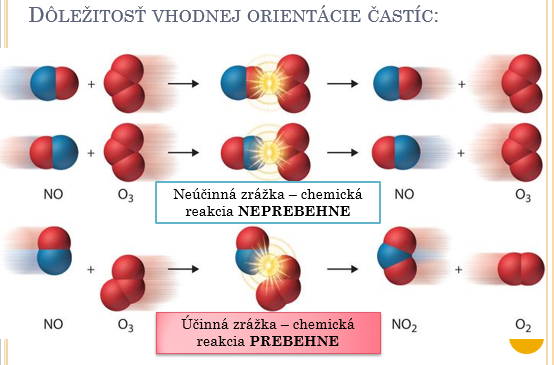 DÔLEŽITOSŤ VHODNEJ ORIENTÁCIE ČASTÍC:
+
+
+
+
NO O₃ NO O₃
Neúčinná zrážka – chemická
reakcia NEPREBEHNE
+
+
NO O₃ NO₂ O₂
Účinná zrážka – chemická
reakcia PREBEHNE